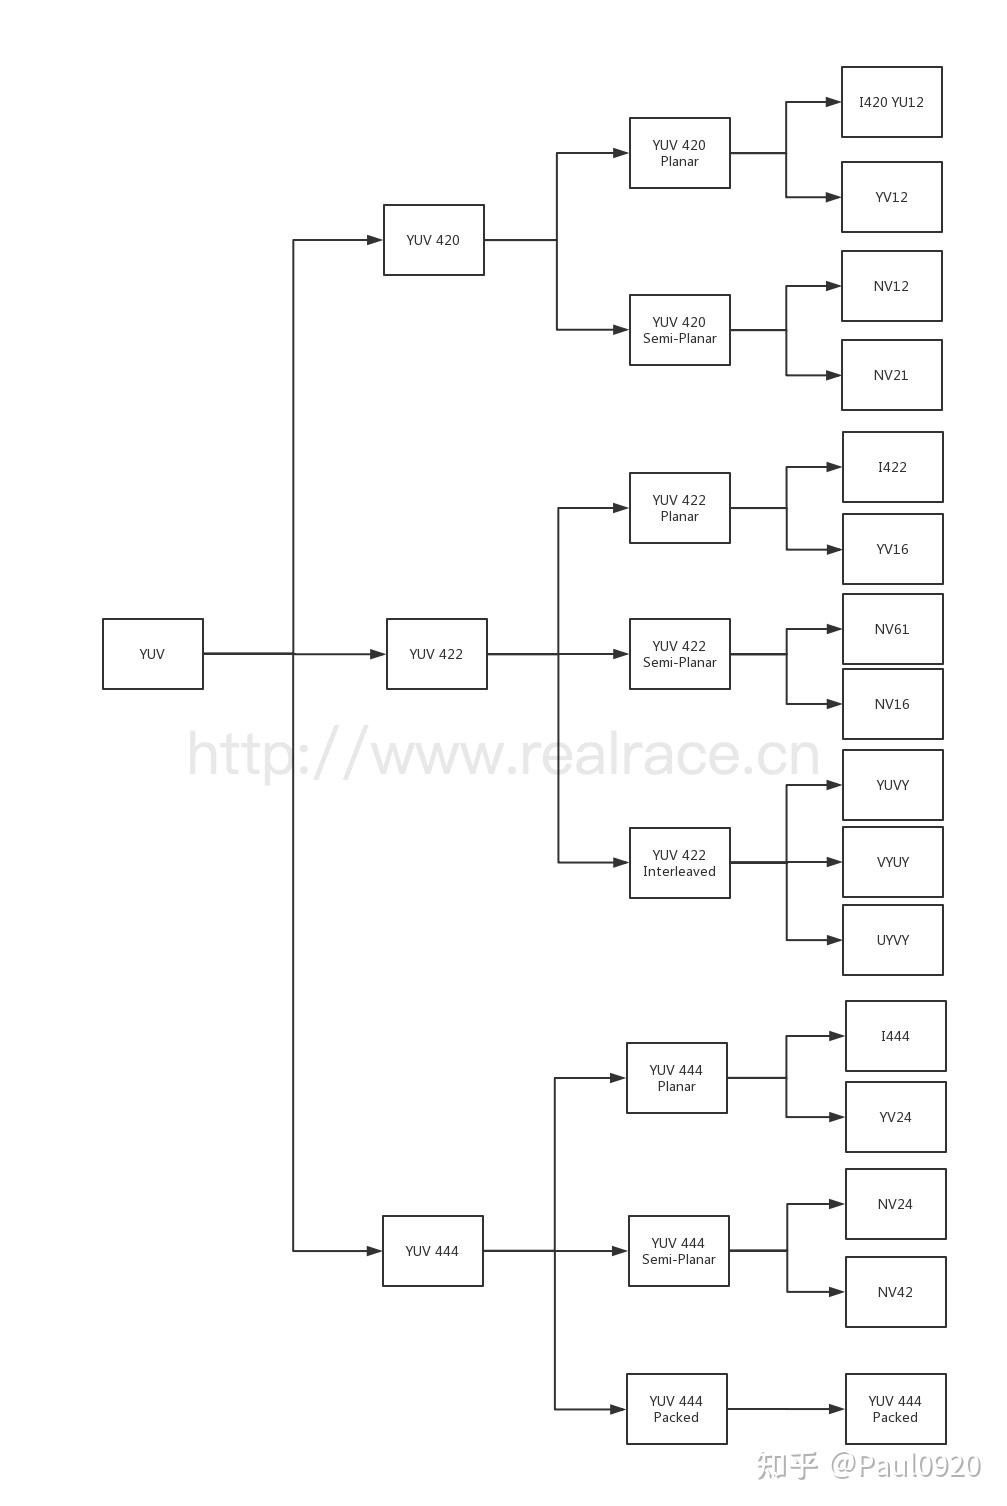 I420 YU12
YUV 420
Planar
YV12
YUV 420
NV12
YUV 420
Semi-Planar
NV21
I422
YUV 422
Planar
YV16
NV61
YUV
YUV 422
YUV 422
Semi-Planar
NV16
http://www.realrace.cn
YUVY
YUV 422
Interleaved
VYUY
UYVY
I444
YUV 444
Planar
YV24
NV24
YUV 444
YUV 444
Semi-Planar
NV42
YUV 444
Packed
YUV 444
Packed
知乎 @Paul0920